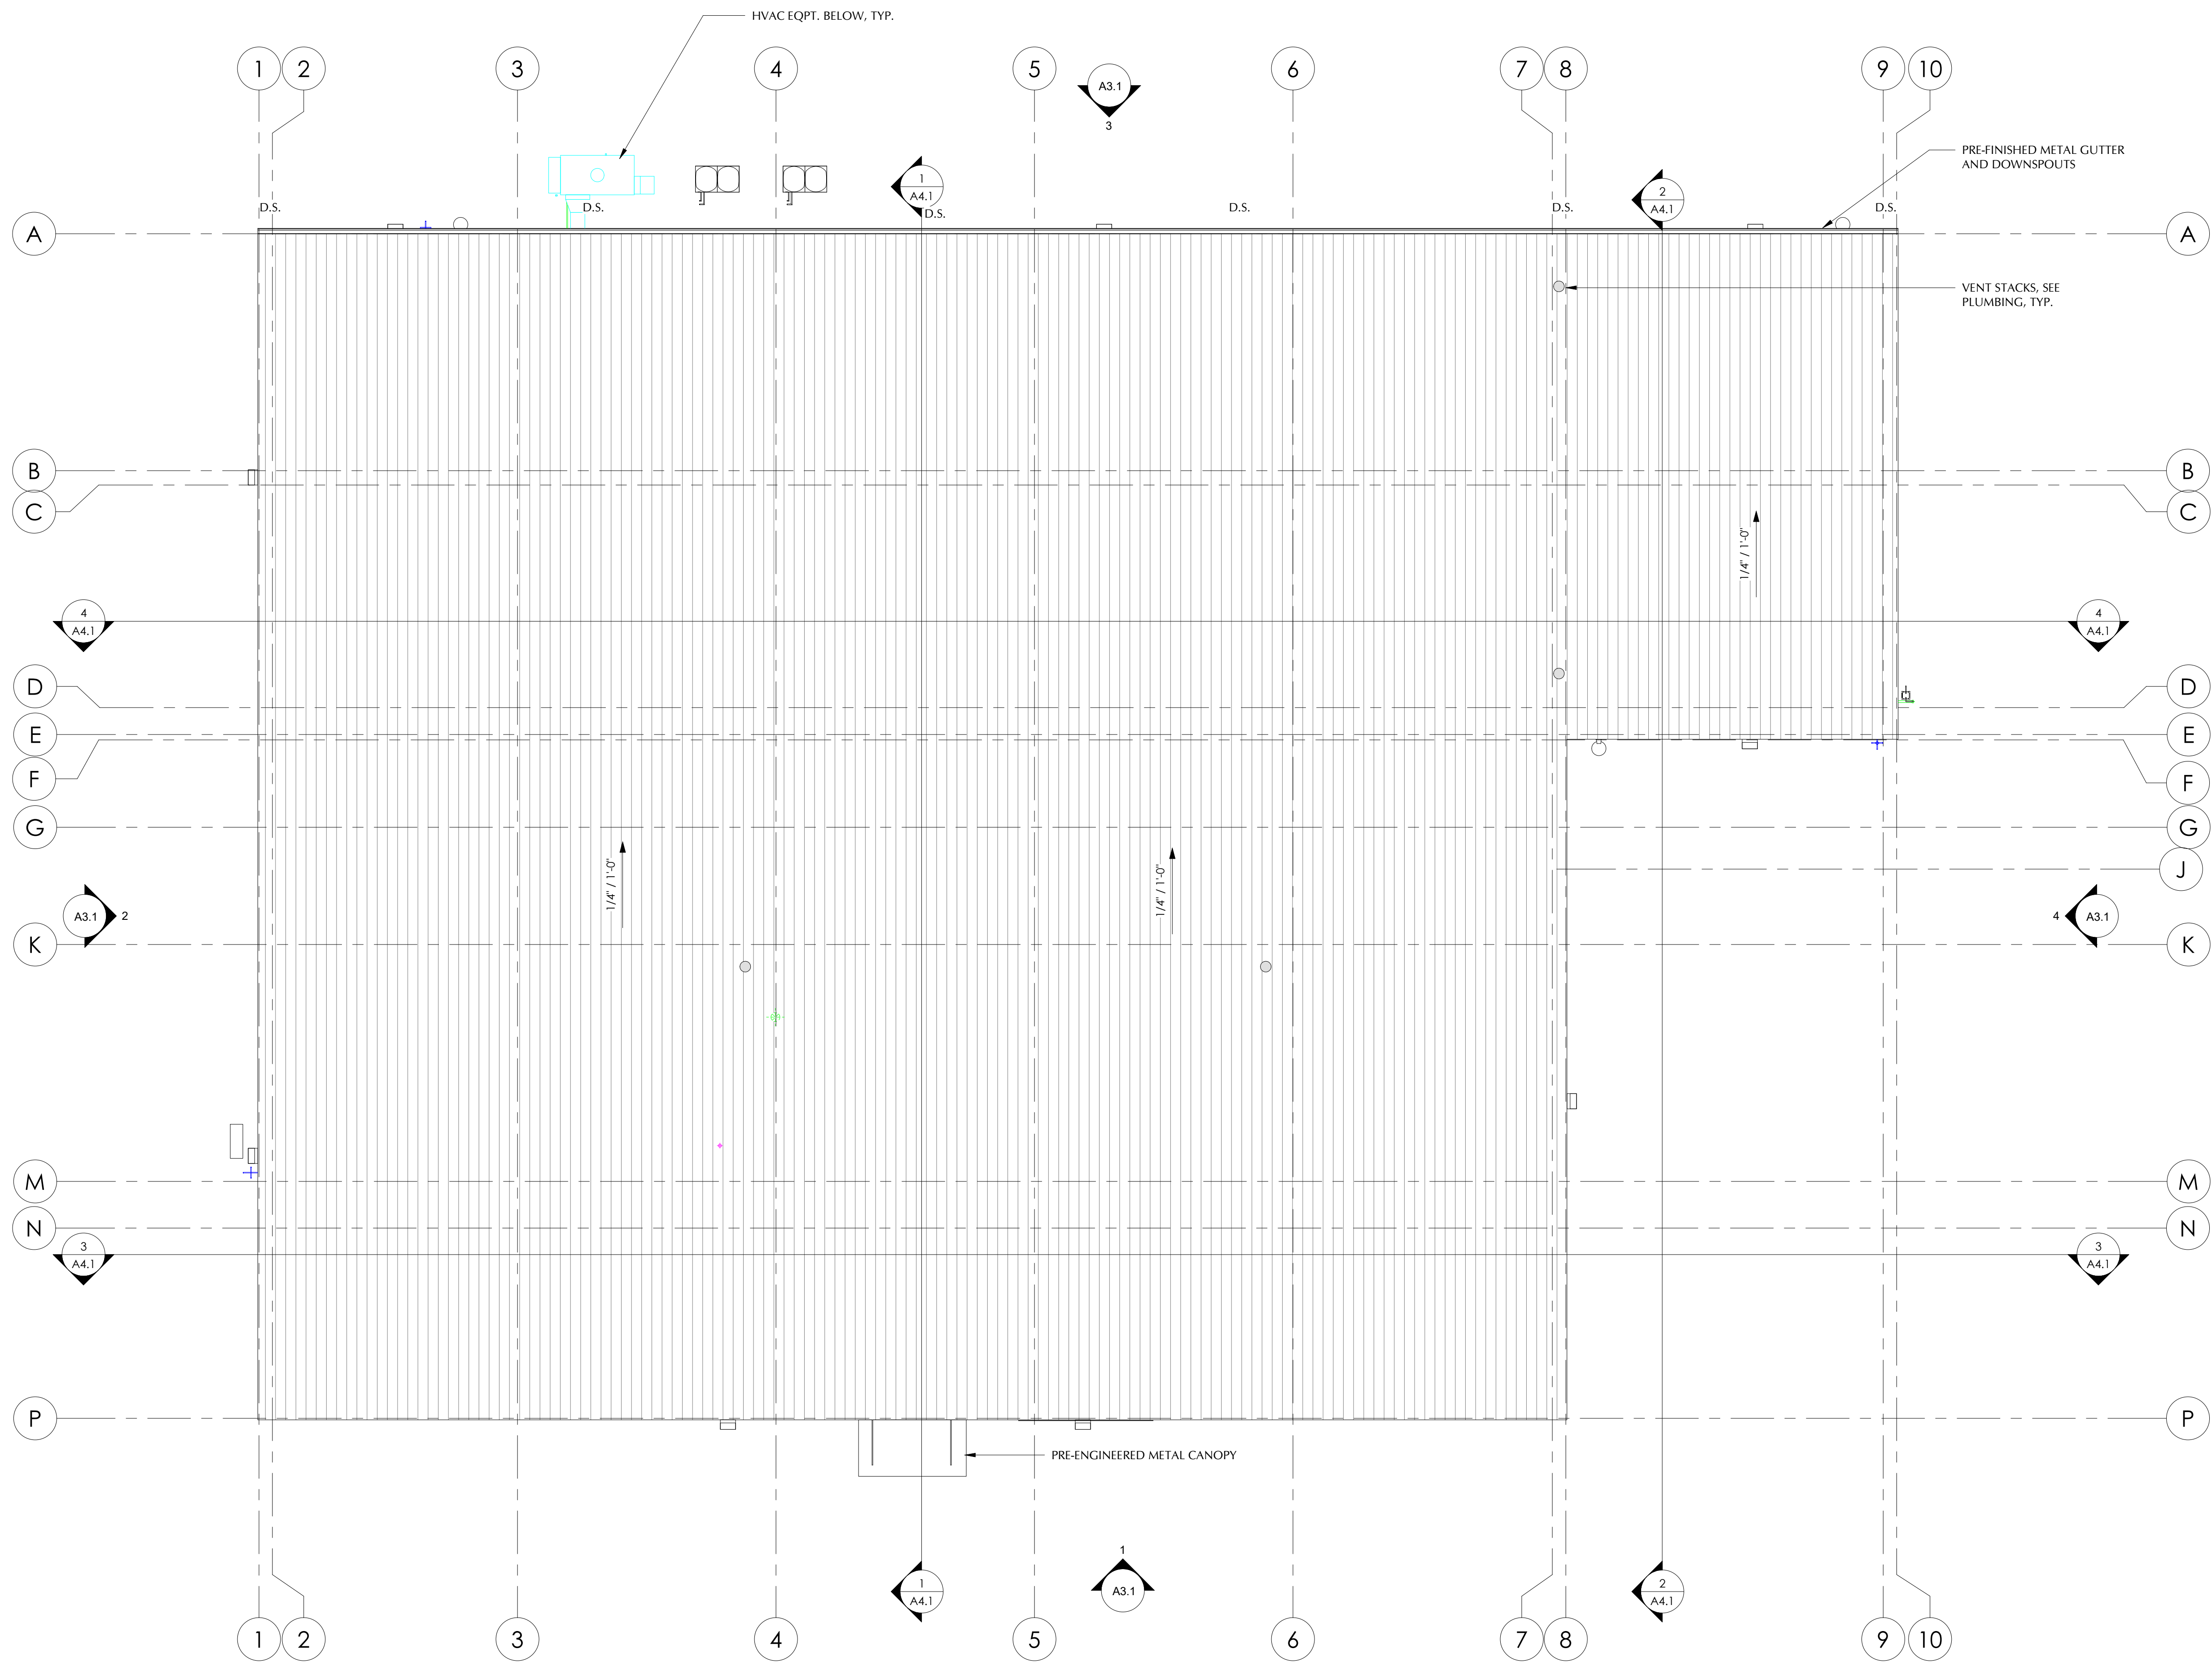 HVAC EQPT. BELOW, TYP.
1 2 3 4 5 6 7 8 9 10
A3.1
3
PRE-FINISHED METAL GUTTER
AND DOWNSPOUTS
1
A4.1
2
A4.1
D.S. D.S. D.S. D.S. D.S. D.S.
A A
VENT STACKS, SEE
PLUMBING, TYP.
B B
C C
1/4" / 1'-0"
4
A4.1
4
A4.1
D D
E E
F F
G G
J
1/4" / 1'-0"
1/4" / 1'-0"
A3.1 2
4 A3.1
K K
M M
N N
3
A4.1
3
A4.1
P P
PRE-ENGINEERED METAL CANOPY
1
A3.1
1
A4.1
2
A4.1
1 2 3 4 5 6 7 8 9 10